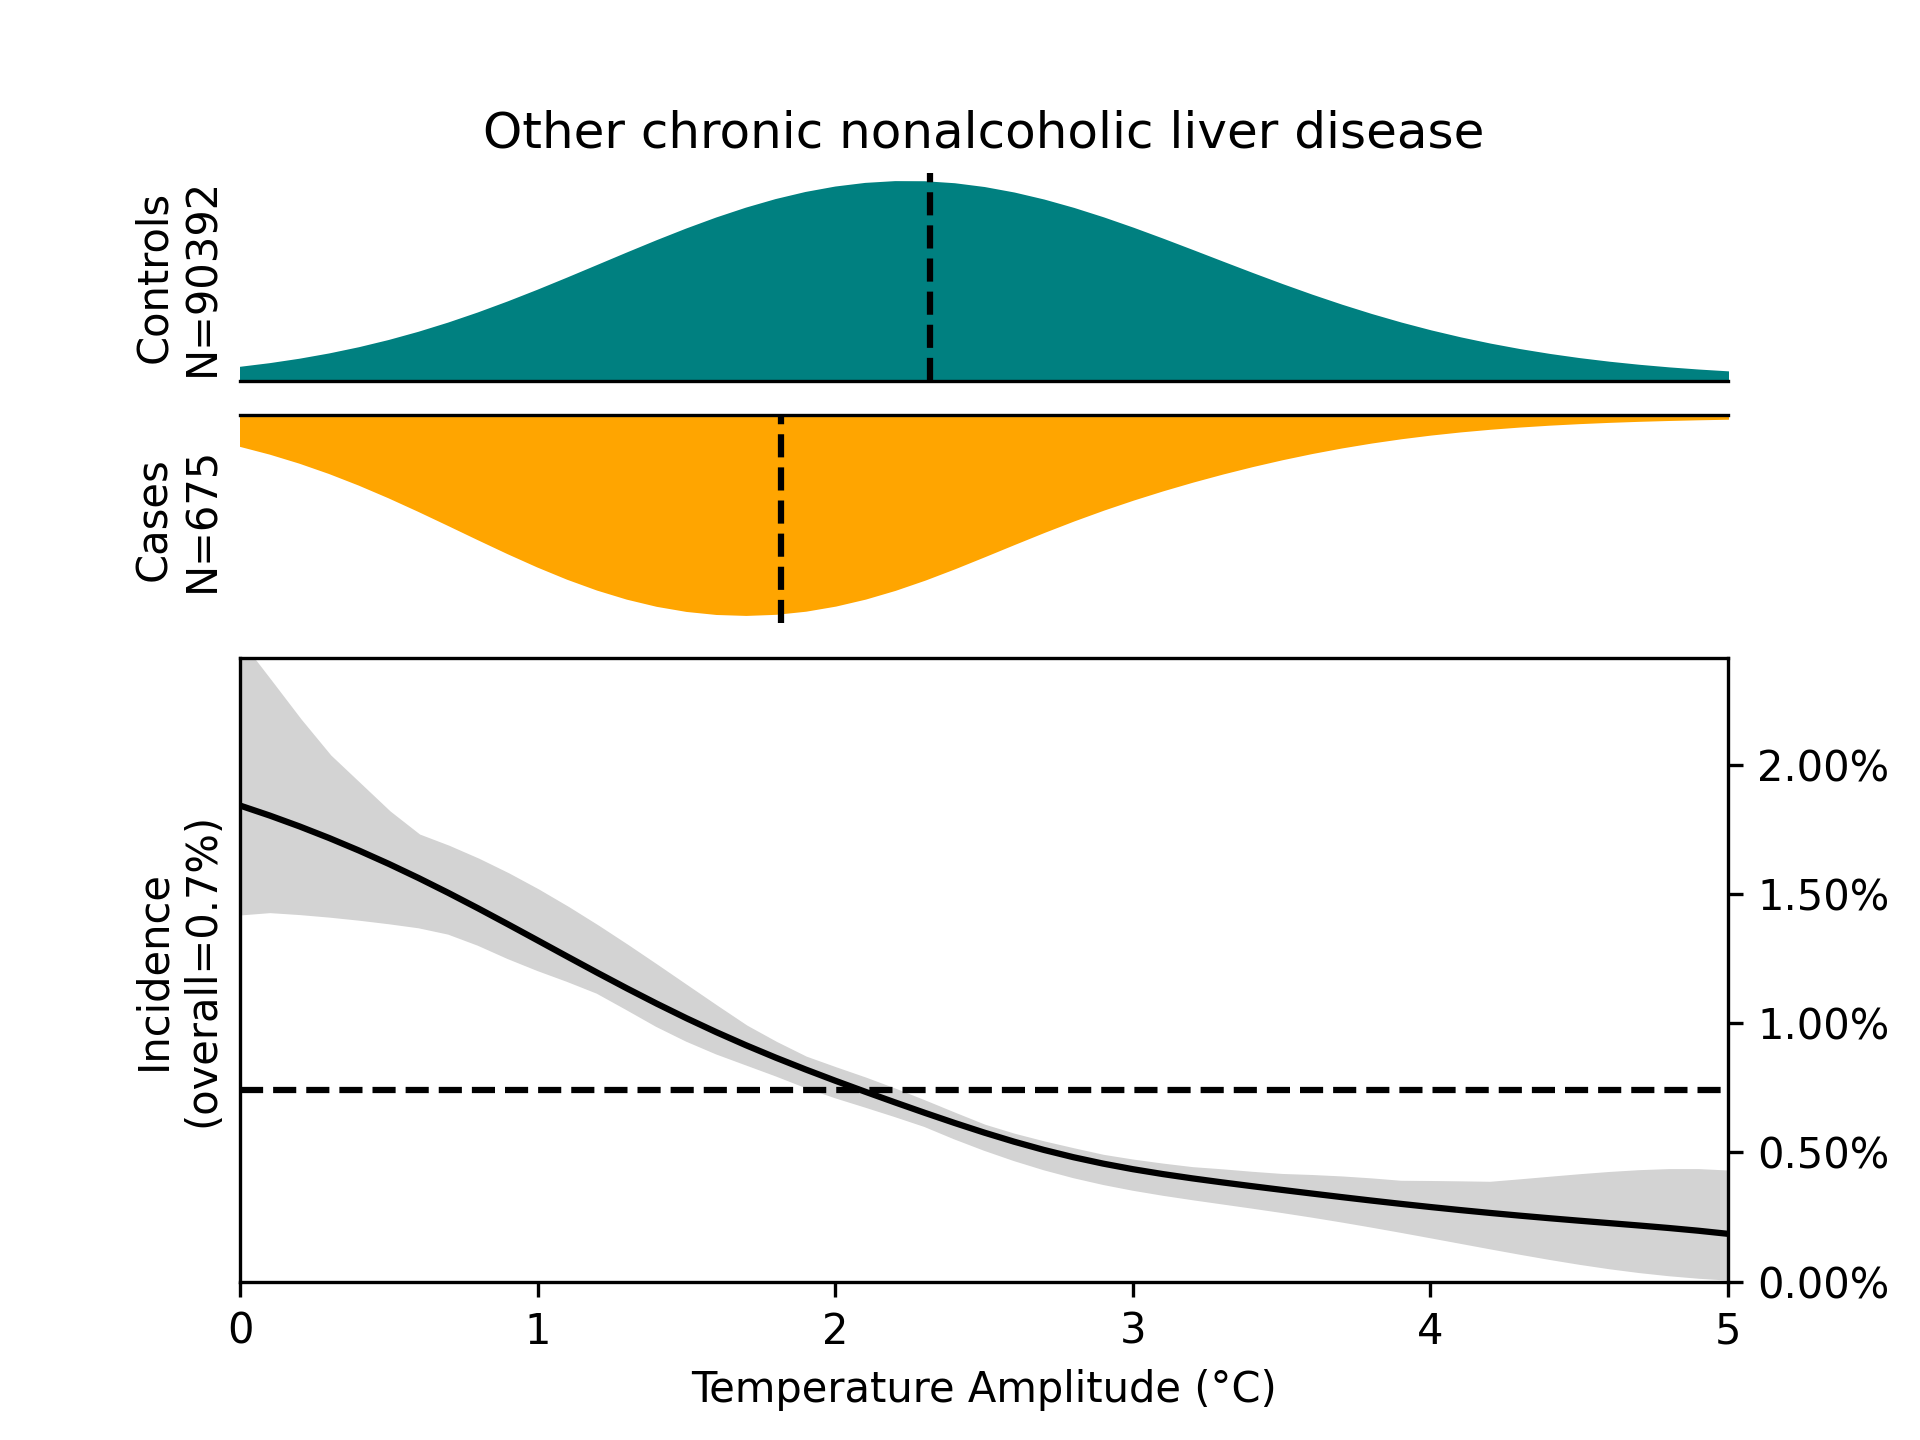 Other chronic nonalcoholic liver disease
Controls
N=90392
Cases
N=675
Incidence
(overall=0.7%)
2.00%
1.50%
1.00%
0.50%
0.00%
0 1 2 3 4 5
Temperature Amplitude (°C)